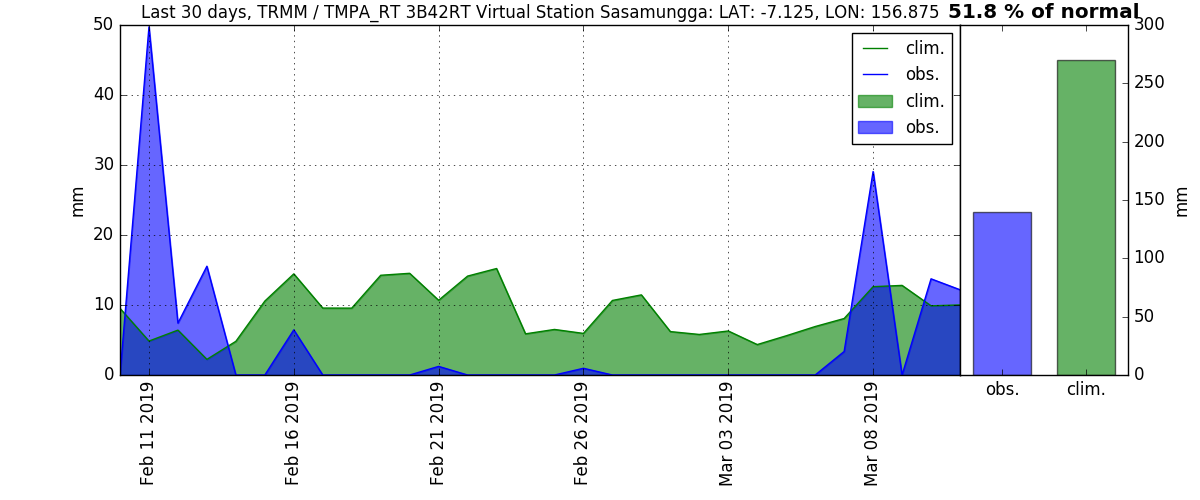 Last 30 days, TRMM / TMPA_RT 3B42RT Virtual Station Sasamungga: LAT: -7.125, LON: 156.875
51.8 % of normal
50
40
30
20
10
0
mm
clim.
obs.
clim.
obs.
Feb 11 2019
Feb 16 2019
Feb 21 2019
Feb 26 2019
Mar 03 2019
Mar 08 2019
300
250
200
150
100
50
0
mm
obs.
clim.